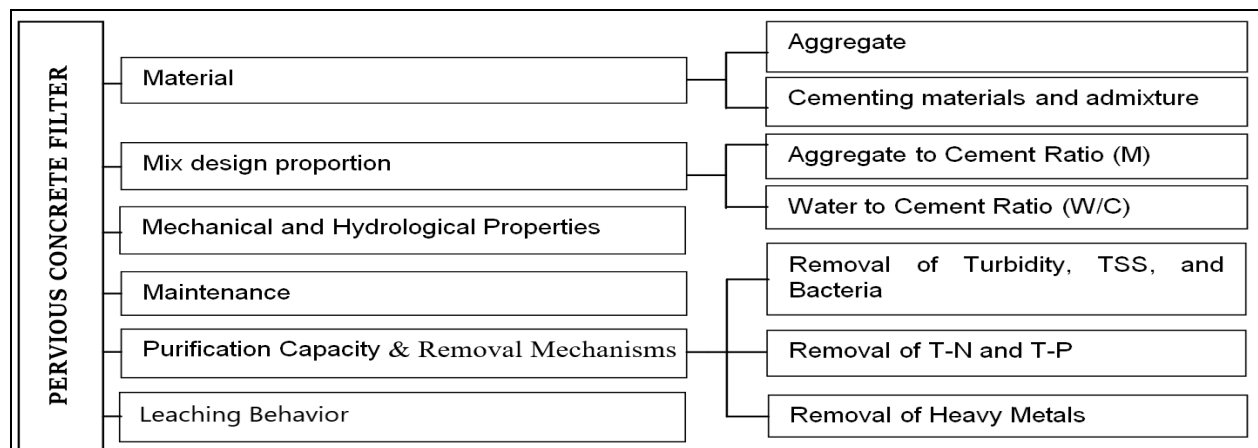 PERVIOUS CONCRETE FILTER
Material
Aggregate
Cementing materials and admixture
Mix design proportion
Aggregate to Cement Ratio (M)
Water to Cement Ratio (W/C)
Mechanical and Hydrological Properties
Maintenance
Purification Capacity & Removal Mechanisms
Removal of Turbidity, TSS, and
Bacteria
Removal of T-N and T-P
Removal of Heavy Metals
Leaching Behavior